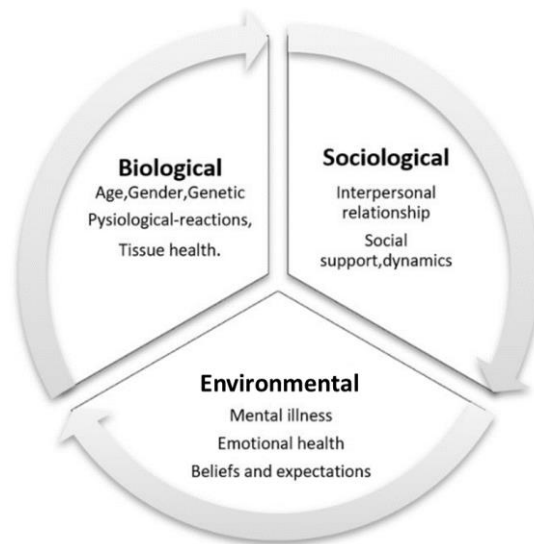 Biological
Age,Gender,Genetic
Pysiological-reactions,
Tissue health.
Sociological
Interpersonal
relationship
Social
support,dynamics
Environmental
Mental illness
Emotional health
Beliefs and expectations